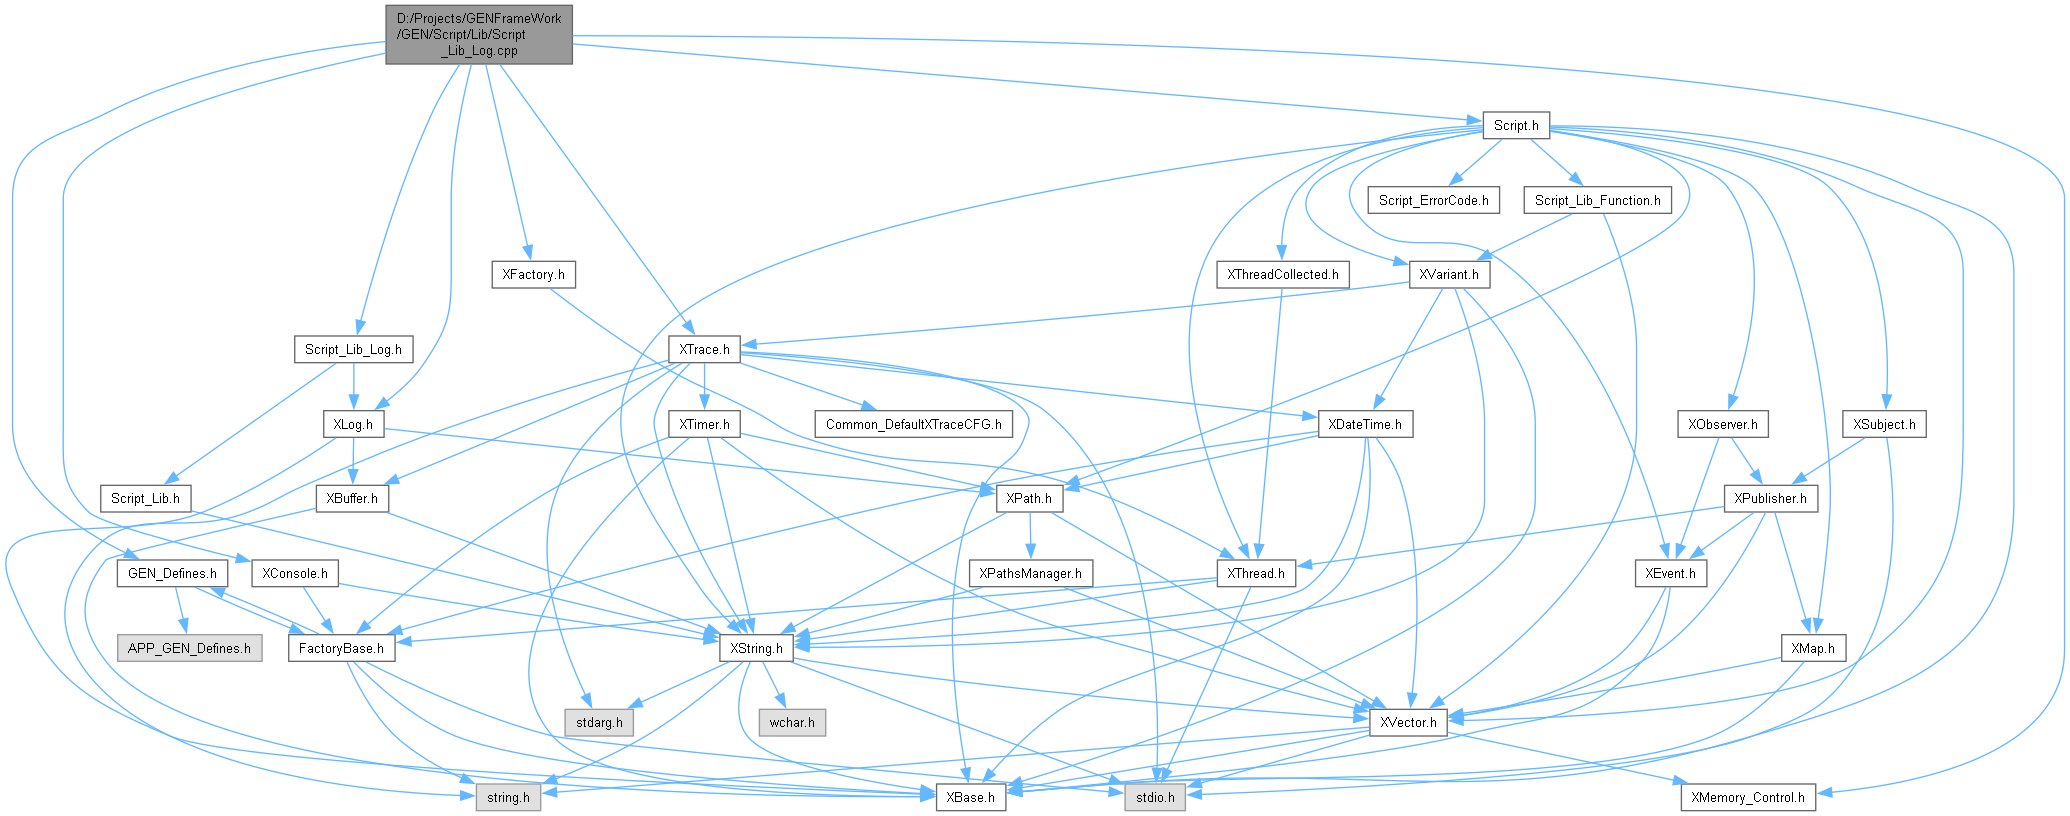 D:/Projects/GENFrameWork
/GEN/Script/Lib/Script
_Lib_Log.cpp
Script.h
Script_ErrorCode.h
Script_Lib_Function.h
XFactory.h
XThreadCollected.h
XVariant.h
Script_Lib_Log.h
XTrace.h
XLog.h
XTimer.h
Common_DefaultXTraceCFG.h
XDateTime.h
XObserver.h
XSubject.h
Script_Lib.h
XBuffer.h
XPath.h
XPublisher.h
GEN_Defines.h
XConsole.h
XPathsManager.h
XThread.h
XEvent.h
APP_GEN_Defines.h
FactoryBase.h
XString.h
XMap.h
stdarg.h
wchar.h
XVector.h
string.h
XBase.h
stdio.h
XMemory_Control.h